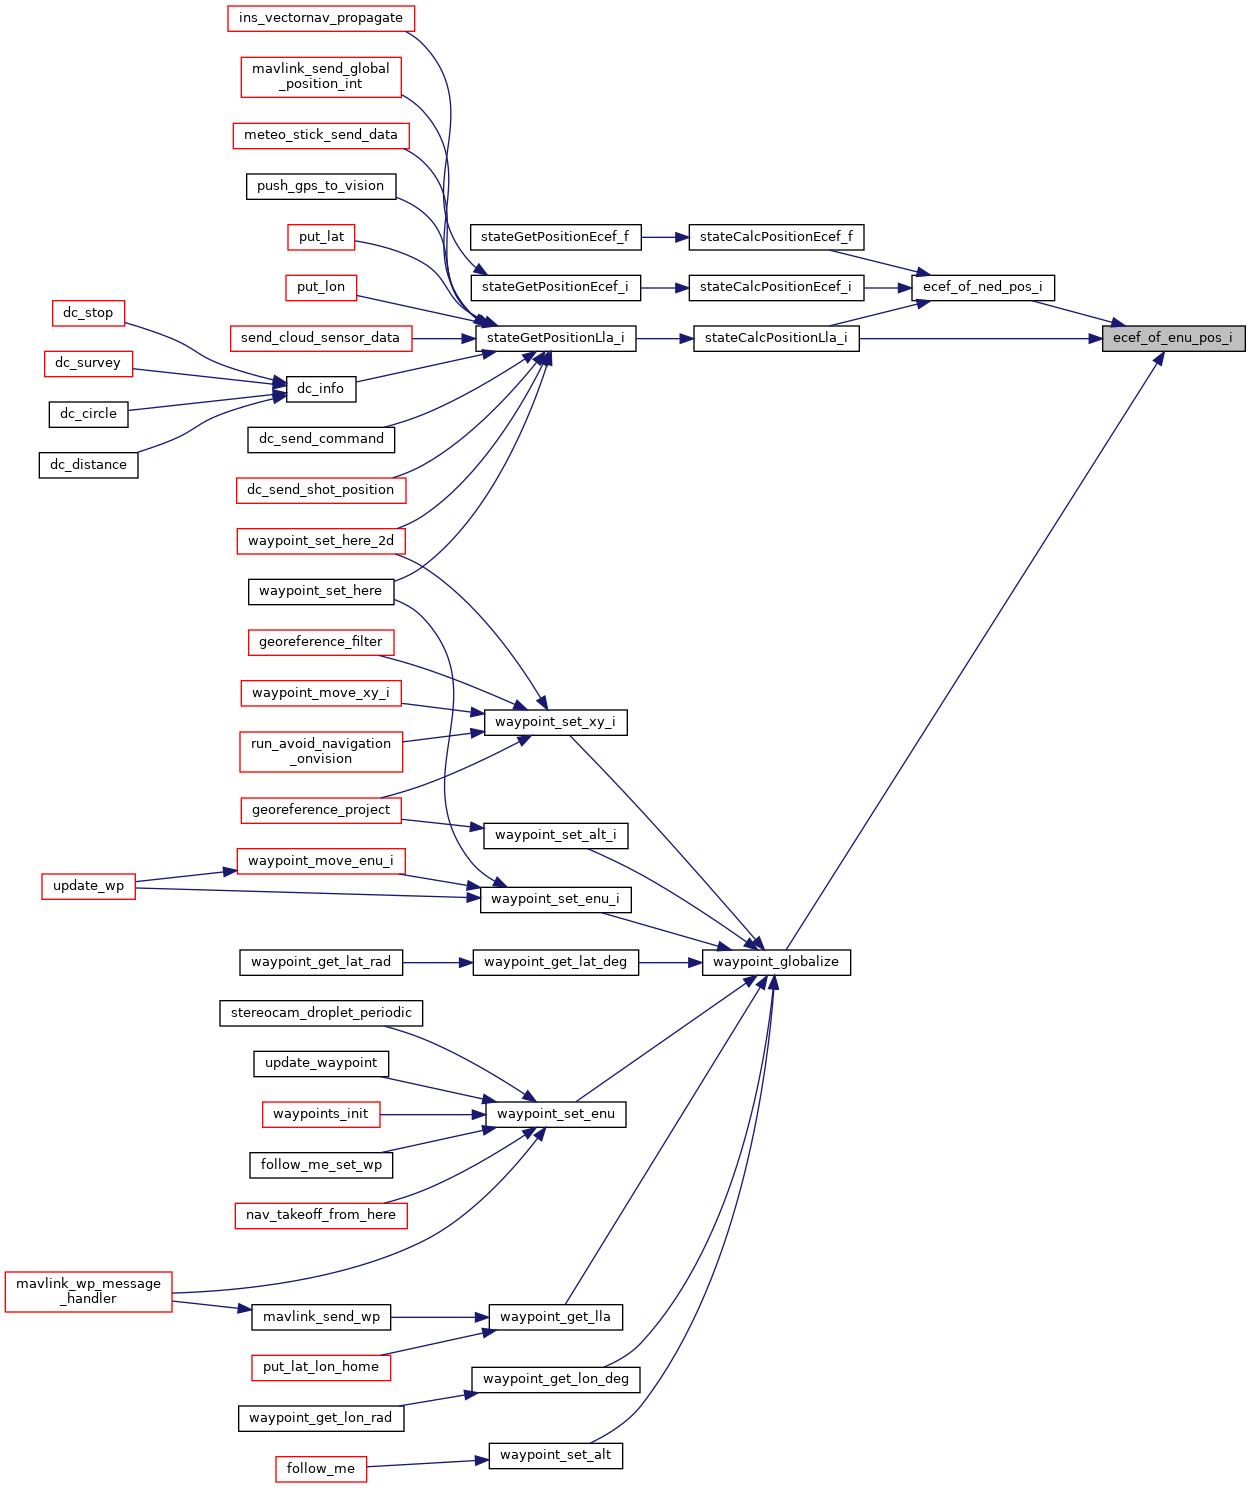 ins_vectornav_propagate
mavlink_send_global
_position_int
meteo_stick_send_data
push_gps_to_vision
put_lat
stateGetPositionEcef_f
stateCalcPositionEcef_f
put_lon
stateGetPositionEcef_i
stateCalcPositionEcef_i
ecef_of_ned_pos_i
dc_stop
send_cloud_sensor_data
stateGetPositionLla_i
stateCalcPositionLla_i
ecef_of_enu_pos_i
dc_survey
dc_info
dc_circle
dc_send_command
dc_distance
dc_send_shot_position
waypoint_set_here_2d
waypoint_set_here
georeference_filter
waypoint_move_xy_i
waypoint_set_xy_i
run_avoid_navigation
_onvision
georeference_project
waypoint_set_alt_i
waypoint_move_enu_i
update_wp
waypoint_set_enu_i
waypoint_get_lat_rad
waypoint_get_lat_deg
waypoint_globalize
stereocam_droplet_periodic
update_waypoint
waypoints_init
waypoint_set_enu
follow_me_set_wp
nav_takeoff_from_here
mavlink_wp_message
_handler
mavlink_send_wp
waypoint_get_lla
put_lat_lon_home
waypoint_get_lon_deg
waypoint_get_lon_rad
waypoint_set_alt
follow_me